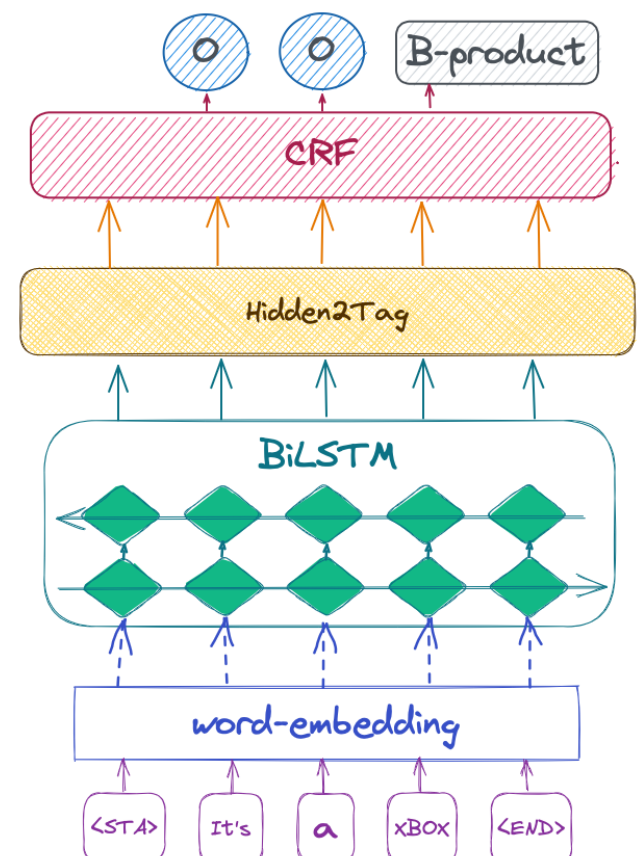 O O B-product
CRF
Hidden2Tag
BiLSTM
word-embedding
<STA> It's a xBOX <END>